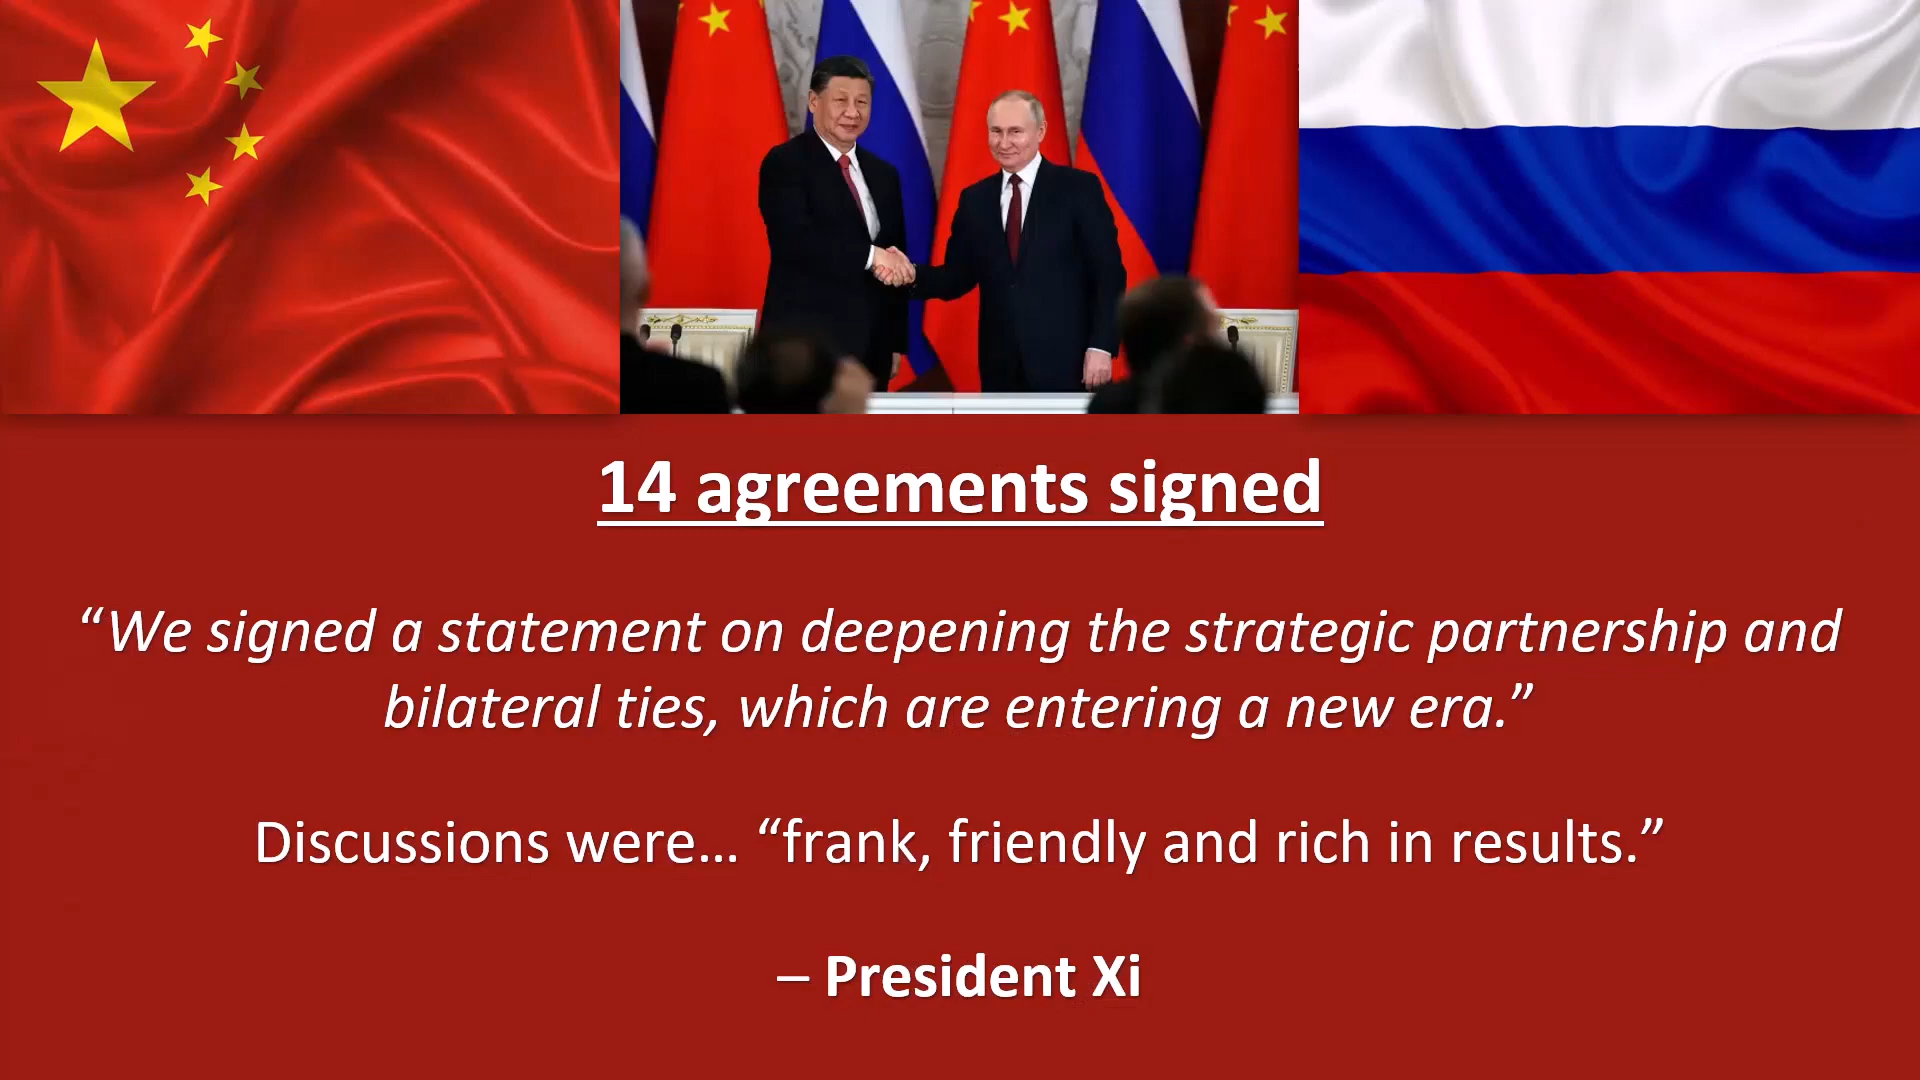 14 agreements signed
“We signed a statement on deepening the strategic partnership and
bilateral ties, which are entering a new era.”
Discussions were… “frank, friendly and rich in results.”
– President Xi